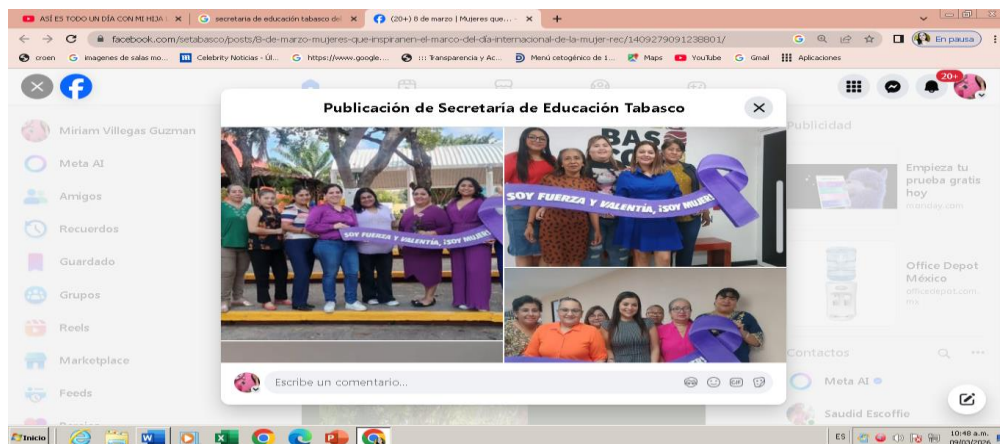 ASÍ ES TODO UN DÍA CON MI HIJA
secretaria de educación tabasco de
(20+) 8 de marzo | Mujeres que...
facebook.com/setabasco/posts/8-de-marzo-mujeres-que-inspiranen-el-marco-del-día-internacional-de-la-mujer-rec/1409279091238801/
En pausa
croen
imagenes de salas mo...
Celebrity Noticias - Úl...
https://www.google....
::: Transparencia y Ac...
Menú cetogénico de 1...
Maps
YouTube
Gmail
Aplicaciones
20+
Publicación de Secretaría de Educación Tabasco
Miriam Villegas Guzman
Meta AI
Amigos
Recuerdos
Guardado
Grupos
Reels
Marketplace
Feeds
SOY FUERZA Y VALENTÍA, ¡SOY MUJER!
BAS
CO
SOY FUERZA Y VALENTÍA, ¡SOY MUJER!
Escribe un comentario...
GIF
Publicidad
Empieza tu
prueba gratis
hoy
monday.com
Office Depot
México
officedepot.com.
mx
Contactos
Meta AI
Saudid Escoffie
Inicio
ES
10:48 a.m.